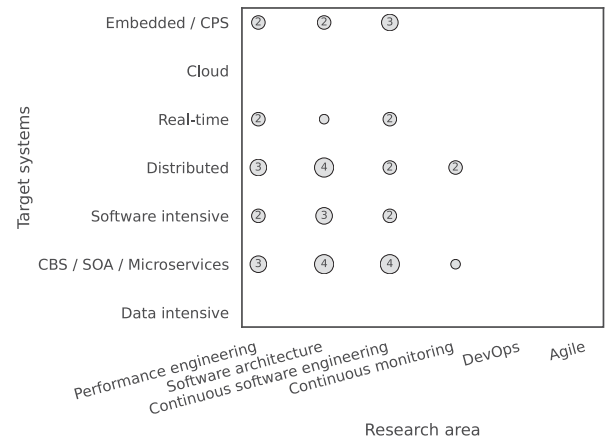 Embedded / CPS 2 2 3
Cloud
Real-time 2 2
Distributed 3 4 2 2
Software intensive 2 3 2
CBS / SOA / Microservices 3 4 4
Data intensive
Target systems
Performance engineering
Software architecture
Continuous software engineering
Continuous monitoring
DevOps
Agile
Research area